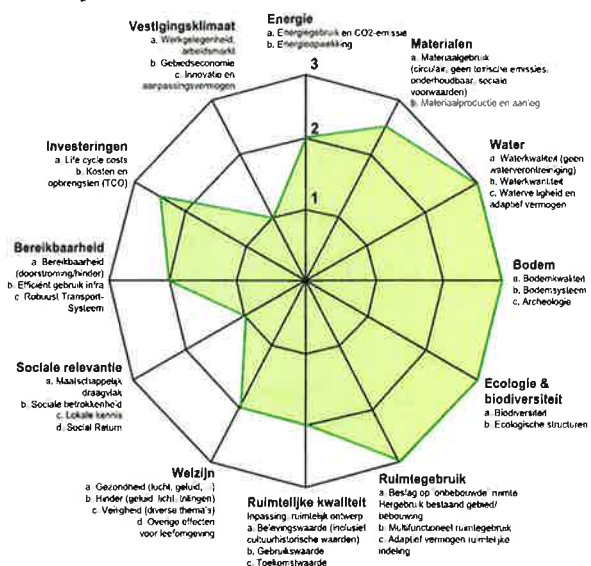 Energie
a. Energiegebruik en CO2-emissie
b. Energieopwekking
Materialen
a. Materiaalgebruik
(circulair, geen toxische emissies,
onderhoudbaar, sociale
voorwaarden)
b. Materiaalproductie en aanleg
Water
a. Waterkwaliteit (geen
waterverontreiniging)
b. Waterkwantiteit
c. Waterveiligheid en
adaptief vermogen
Bodem
a. Bodemkwaliteit
b. Bodemsysteem
c. Archeologie
Ecologie &
biodiversiteit
a. Biodiversiteit
b. Ecologische structuren
Ruimtegebruik
a. Beslag op 'onbebouwde' ruimte
Hergebruik bestaand gebied/
bebouwing
b. Multifunctioneel ruimtegebruik
c. Adaptief vermogen ruimtelijke
indeling
Ruimtelijke kwaliteit
Inpassing, ruimtelijk ontwerp
a. Belevingswaarde (inclusief
cultuurhistorische waarden)
b. Gebruikswaarde
c. Toekomstwaarde
Welzijn
a. Gezondheid (lucht, geluid, ...)
b. Hinder (geluid, licht, trillingen)
c. Veiligheid (diverse thema's)
d. Overige effecten
voor leefomgeving
Sociale relevantie
a. Maatschappelijk
draagvlak
b. Sociale betrokkenheid
c. Lokale kennis
d. Social Return
Bereikbaarheid
a. Bereikbaarheid
(doorstroming/hinder)
b. Efficiënt gebruik infra
c. Robuust Transport-
Systeem
Investeringen
a. Life cycle costs
b. Kosten en
opbrengsten (TCO)
Vestigingsklimaat
a. Werkgelegenheid,
arbeidsmarkt
b. Gebiedseconomie
c. Innovatie en
aanpassingsvermogen
3
2
1